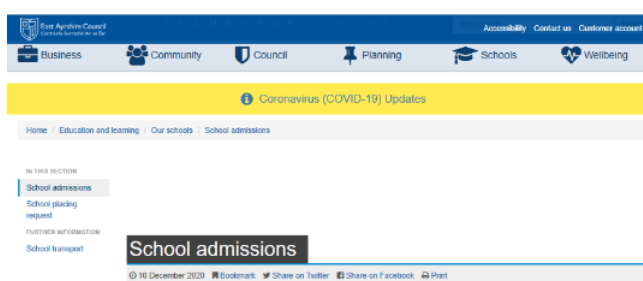 East Ayrshire Council
Accessibility Contact us Customer account
Business Community Council Planning Schools Wellbeing
Coronavirus (COVID-19) Updates
Home / Education and learning / Our schools / School admissions
IN THIS SECTION
School admissions
School placing
request
FURTHER INFORMATION
School transport
School admissions
10 December 2020 Bookmark Share on Twitter Share on Facebook Print